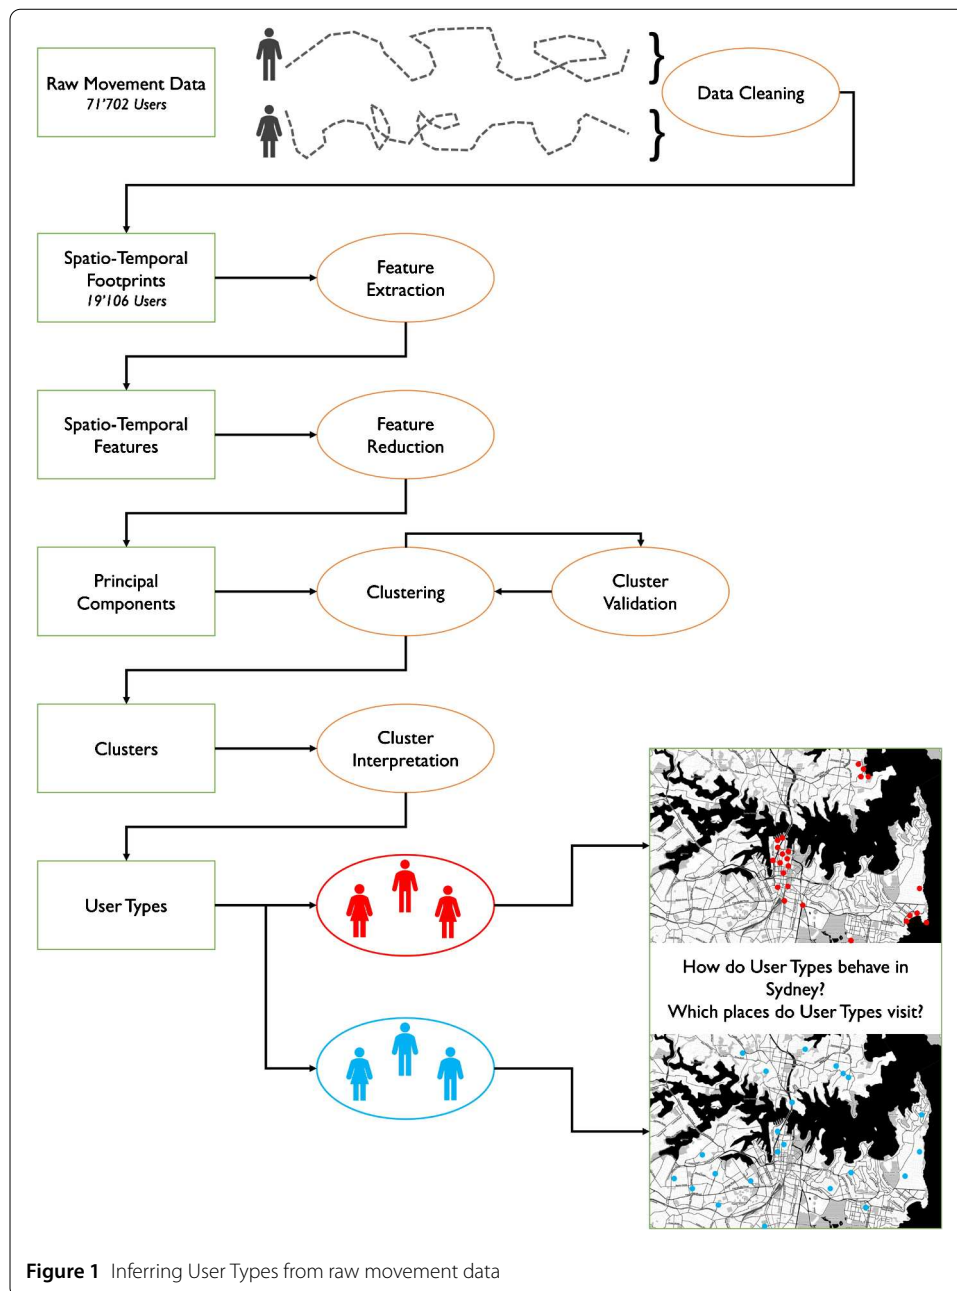 Raw Movement Data
71'702 Users
Data Cleaning
Spatio-Temporal
Footprints
19'106 Users
Feature
Extraction
Spatio-Temporal
Features
Feature
Reduction
Principal
Components
Clustering
Cluster
Validation
Clusters
Cluster
Interpretation
User Types
How do User Types behave in
Sydney?
Which places do User Types visit?
Figure 1 Inferring User Types from raw movement data